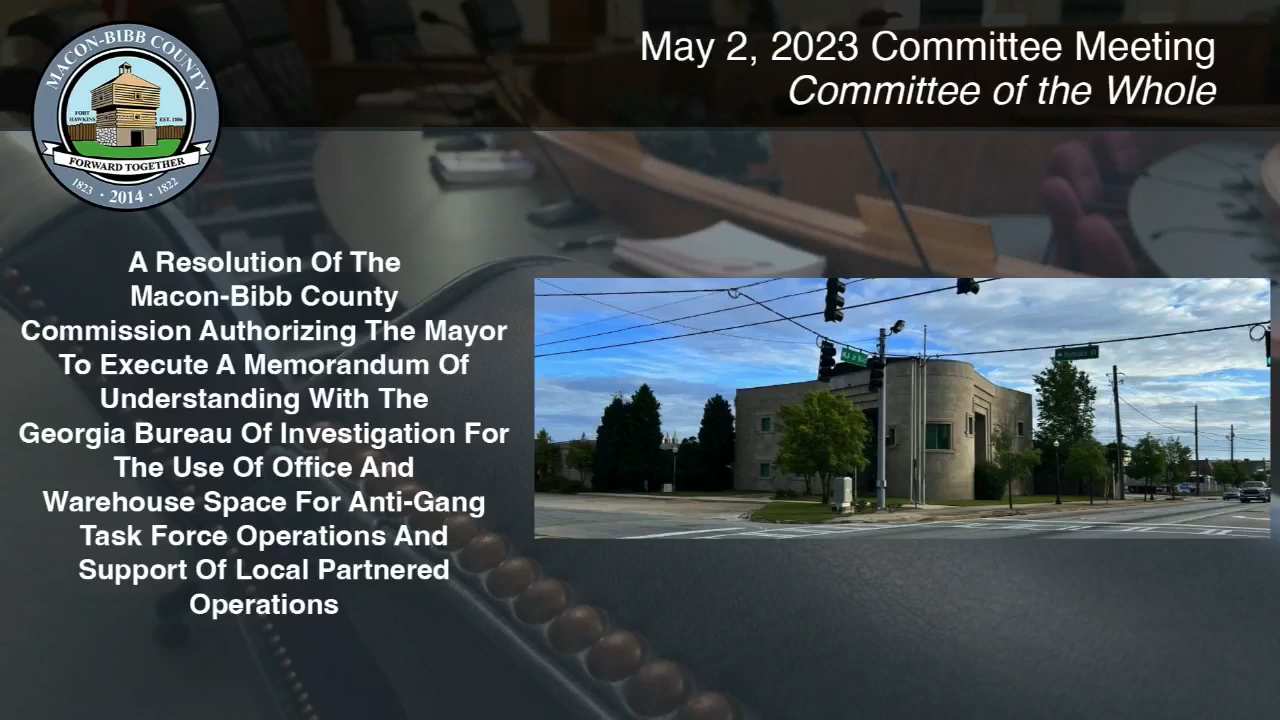 May 2, 2023 Committee Meeting
Committee of the Whole
MACON-BIBB COUNTY
FORT HAWKINS
EST. 1806
FORWARD TOGETHER
1823 · 2014 · 1822
A Resolution Of The
Macon-Bibb County
Commission Authorizing The Mayor
To Execute A Memorandum Of
Understanding With The
Georgia Bureau Of Investigation For
The Use Of Office And
Warehouse Space For Anti-Gang
Task Force Operations And
Support Of Local Partnered
Operations